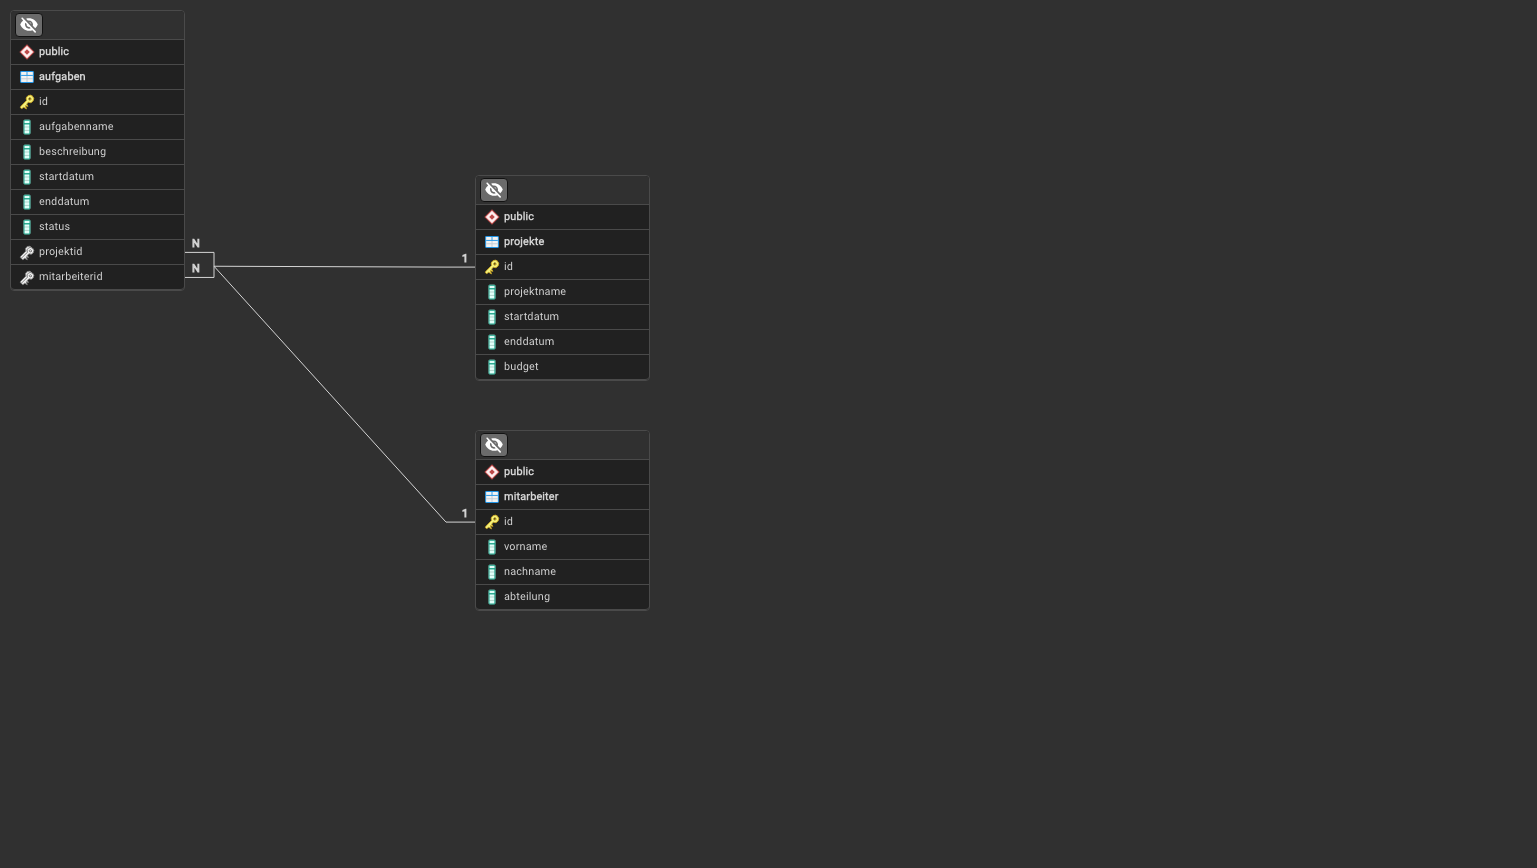 public
aufgaben
id
aufgabenname
beschreibung
startdatum
enddatum
status
projektid
mitarbeiterid
N
N
1
public
projekte
id
projektname
startdatum
enddatum
budget
1
public
mitarbeiter
id
vorname
nachname
abteilung